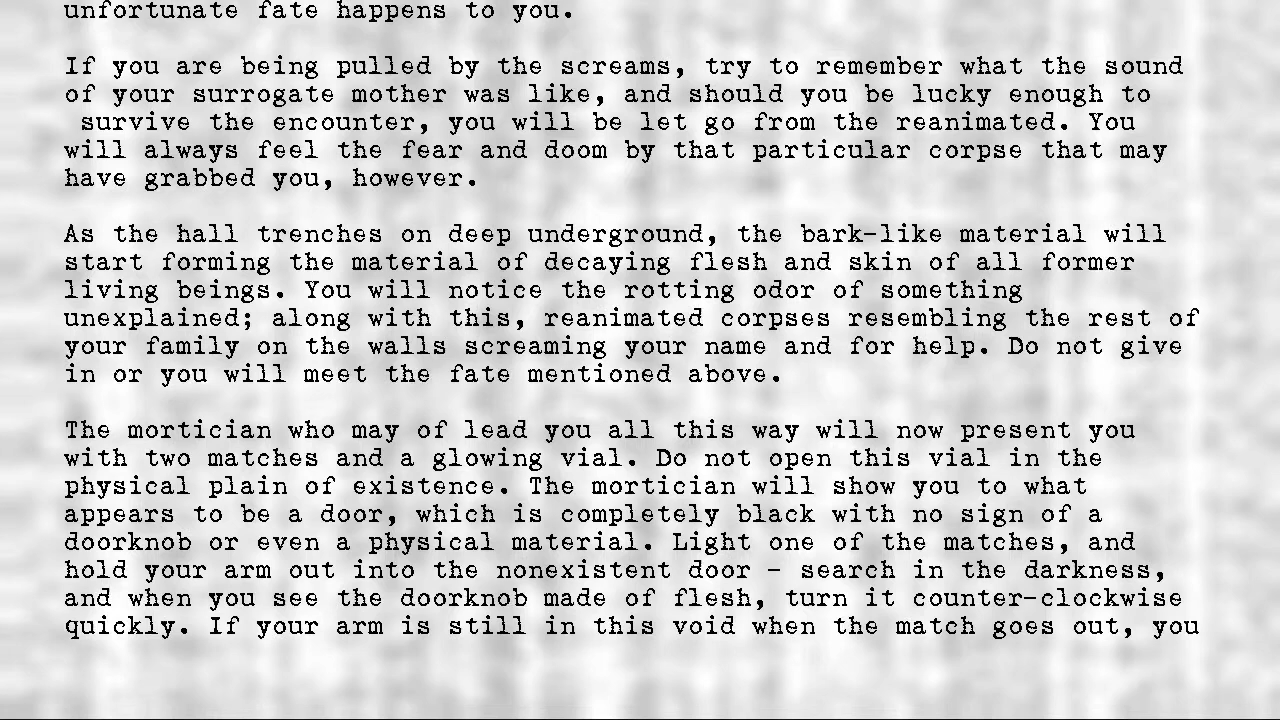 unfortunate fate happens to you.
If you are being pulled by the screams, try to remember what the sound
of your surrogate mother was like, and should you be lucky enough to
survive the encounter, you will be let go from the reanimated. You
will always feel the fear and doom by that particular corpse that may
have grabbed you, however.
As the hall trenches on deep underground, the bark-like material will
start forming the material of decaying flesh and skin of all former
living beings. You will notice the rotting odor of something
unexplained; along with this, reanimated corpses resembling the rest of
your family on the walls screaming your name and for help. Do not give
in or you will meet the fate mentioned above.
The mortician who may of lead you all this way will now present you
with two matches and a glowing vial. Do not open this vial in the
physical plain of existence. The mortician will show you to what
appears to be a door, which is completely black with no sign of a
doorknob or even a physical material. Light one of the matches, and
hold your arm out into the nonexistent door - search in the darkness,
and when you see the doorknob made of flesh, turn it counter-clockwise
quickly. If your arm is still in this void when the match goes out, you